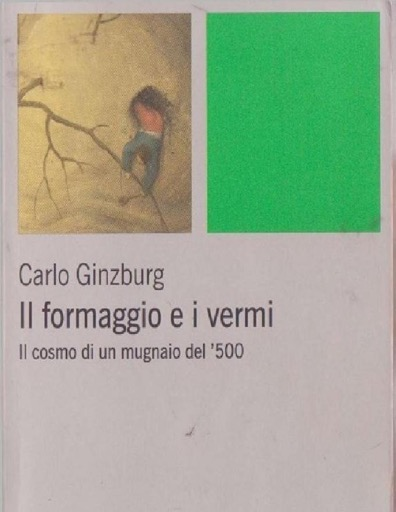 Carlo Ginzburg
Il formaggio e i vermi
Il cosmo di un mugnaio del '500